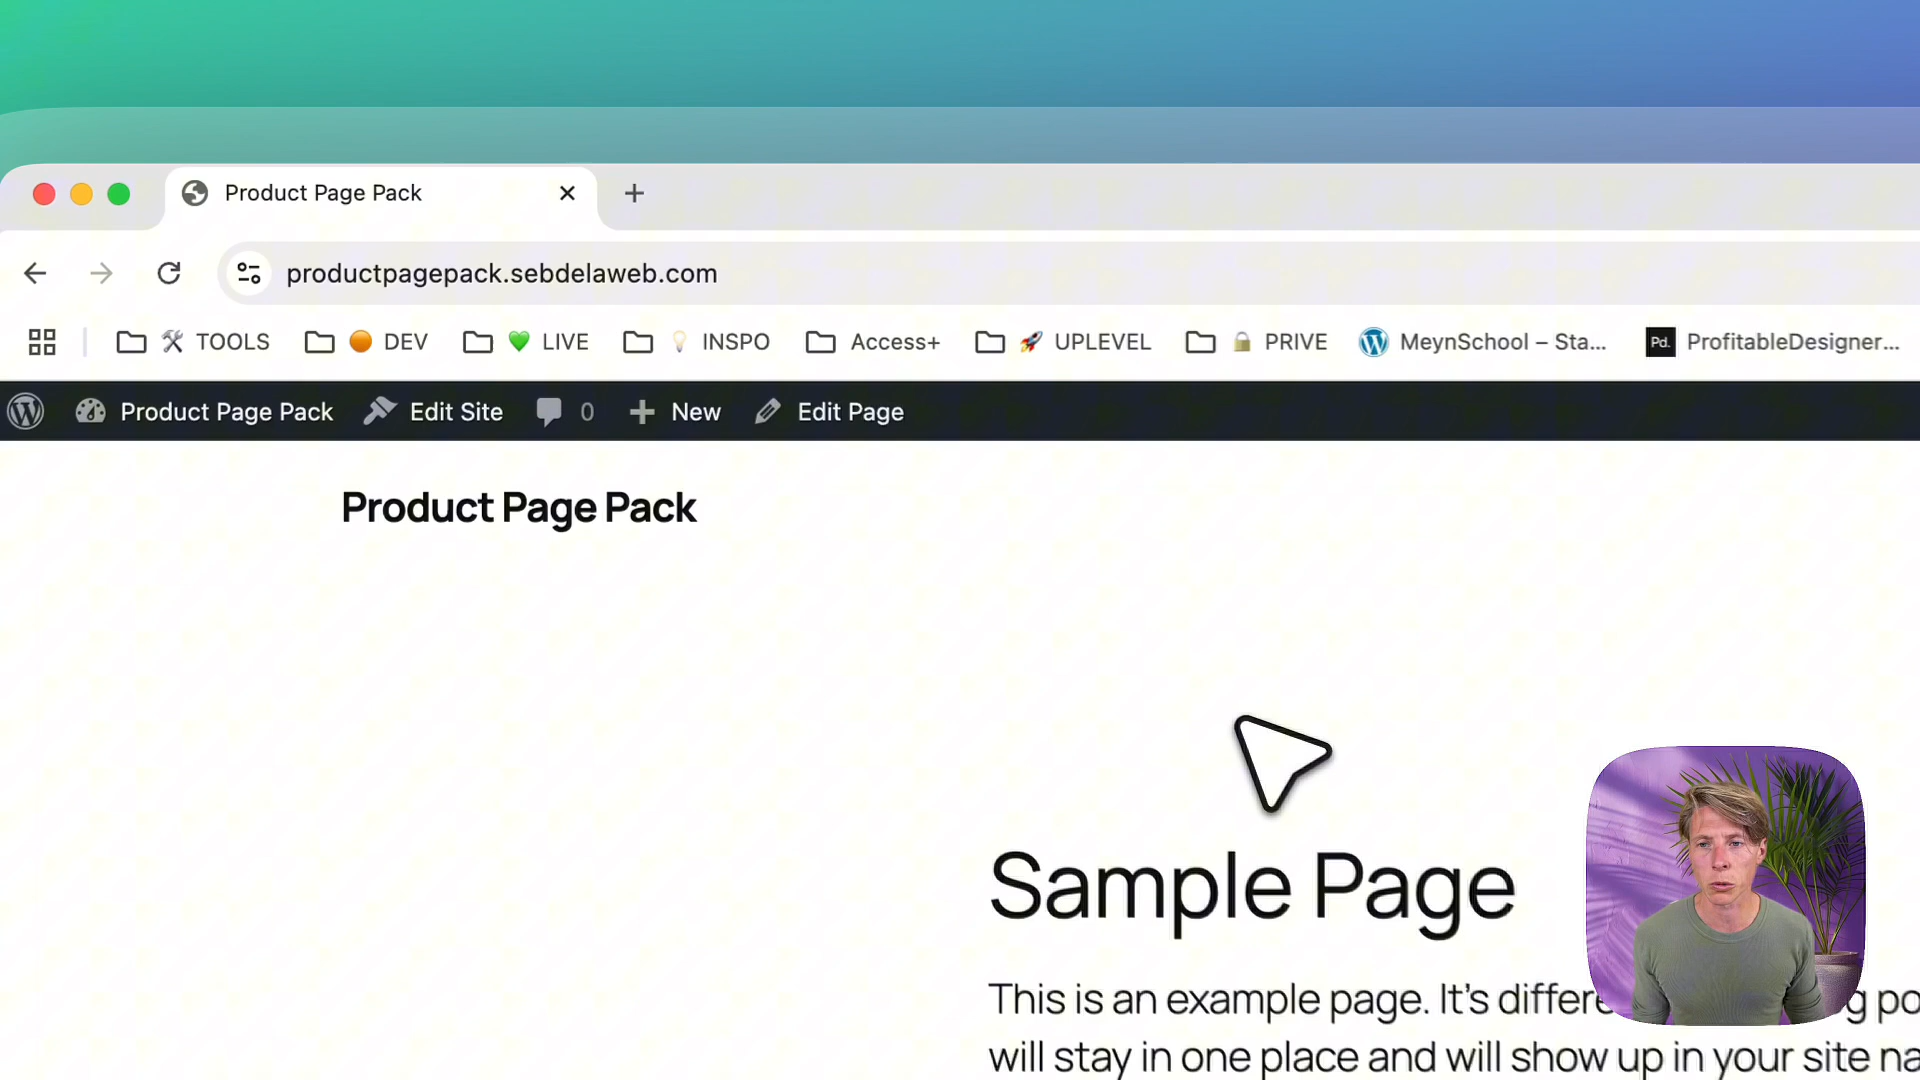 Product Page Pack
productpagepack.sebdelaweb.com
TOOLS DEV LIVE INSPO Access+ UPLEVEL PRIVE MeynSchool – Sta... Pd. ProfitableDesigner...
Product Page Pack Edit Site 0 New Edit Page
Product Page Pack
Sample Page
This is an example page. It's po
will stay in one place and will show up in your site